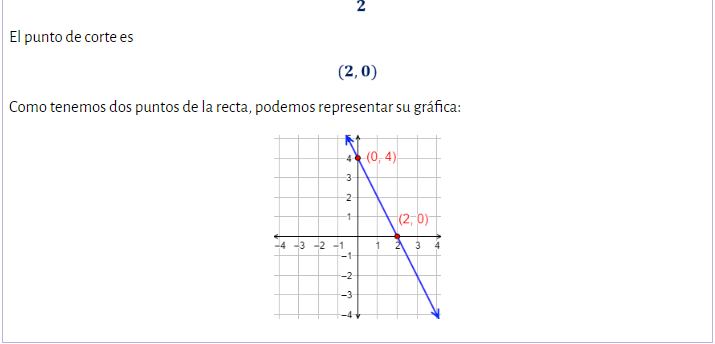 2
El punto de corte es
(2, 0)
Como tenemos dos puntos de la recta, podemos representar su gráfica:
4 (0, 4)
3
2
1 (2, 0)
-4 -3 -2 -1 1 2 3 4
-1
-2
-3
-4